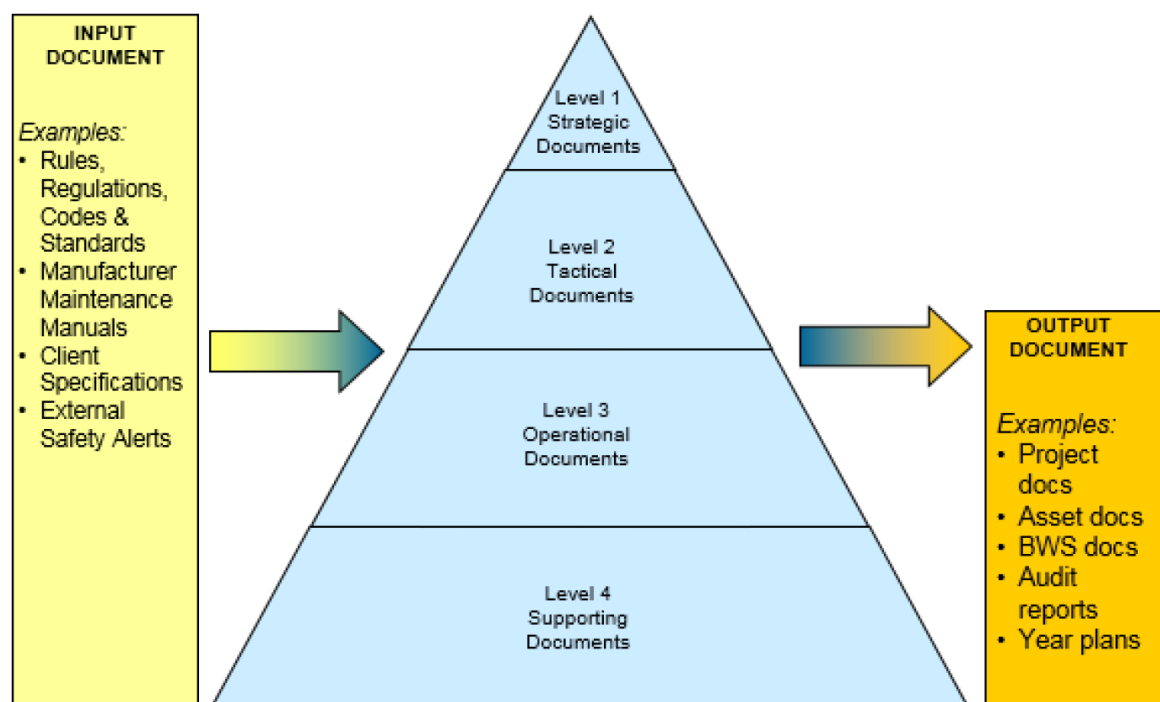 INPUT
DOCUMENT
Examples:
• Rules,
Regulations,
Codes &
Standards
• Manufacturer
Maintenance
Manuals
• Client
Specifications
• External
Safety Alerts
Level 1
Strategic
Documents
Level 2
Tactical
Documents
Level 3
Operational
Documents
Level 4
Supporting
Documents
OUTPUT
DOCUMENT
Examples:
• Project
docs
• Asset docs
• BWS docs
• Audit
reports
• Year plans